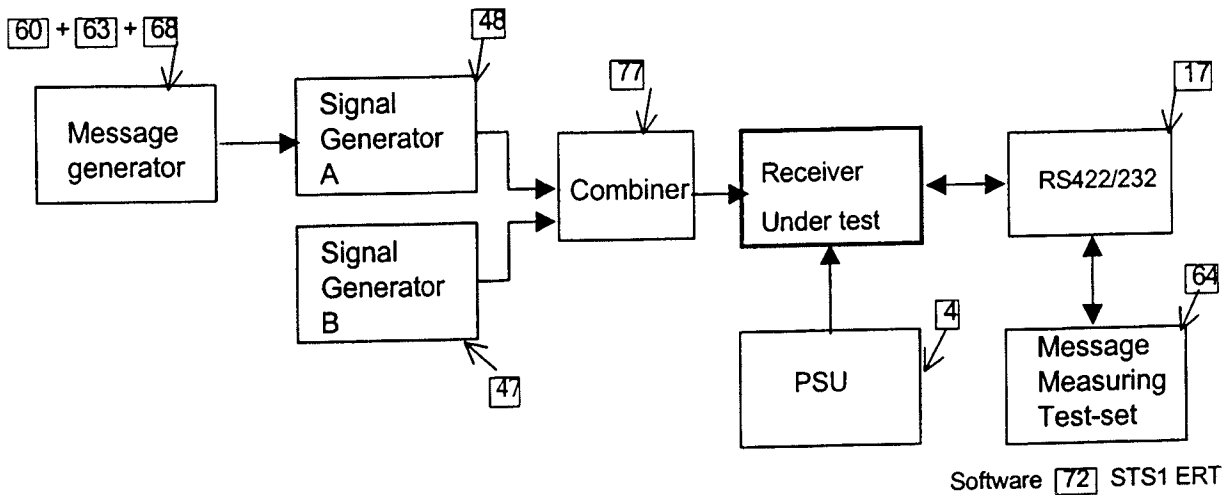 60 + 63 + 68
48
77
17
Message
generator
Signal
Generator
A
Combiner
Receiver
Under test
RS422/232
Signal
Generator
B
47
4
64
PSU
Message
Measuring
Test-set
Software 72 STS1 ERT